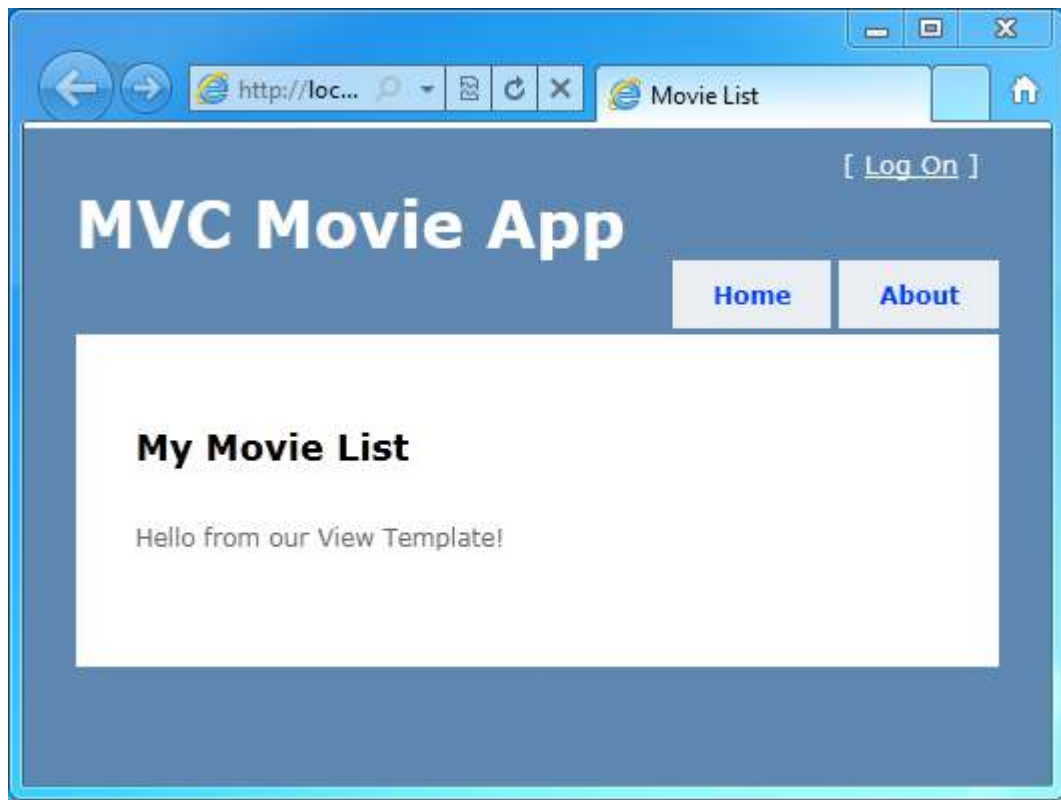 http://loc...
Movie List
[ Log On ]
MVC Movie App
Home About
My Movie List
Hello from our View Template!